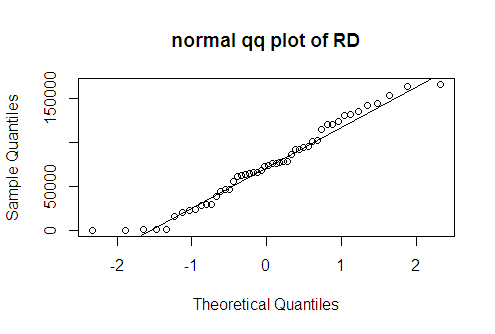 normal qq plot of RD
Sample Quantiles
150000
50000
0
-2 -1 0 1 2
Theoretical Quantiles